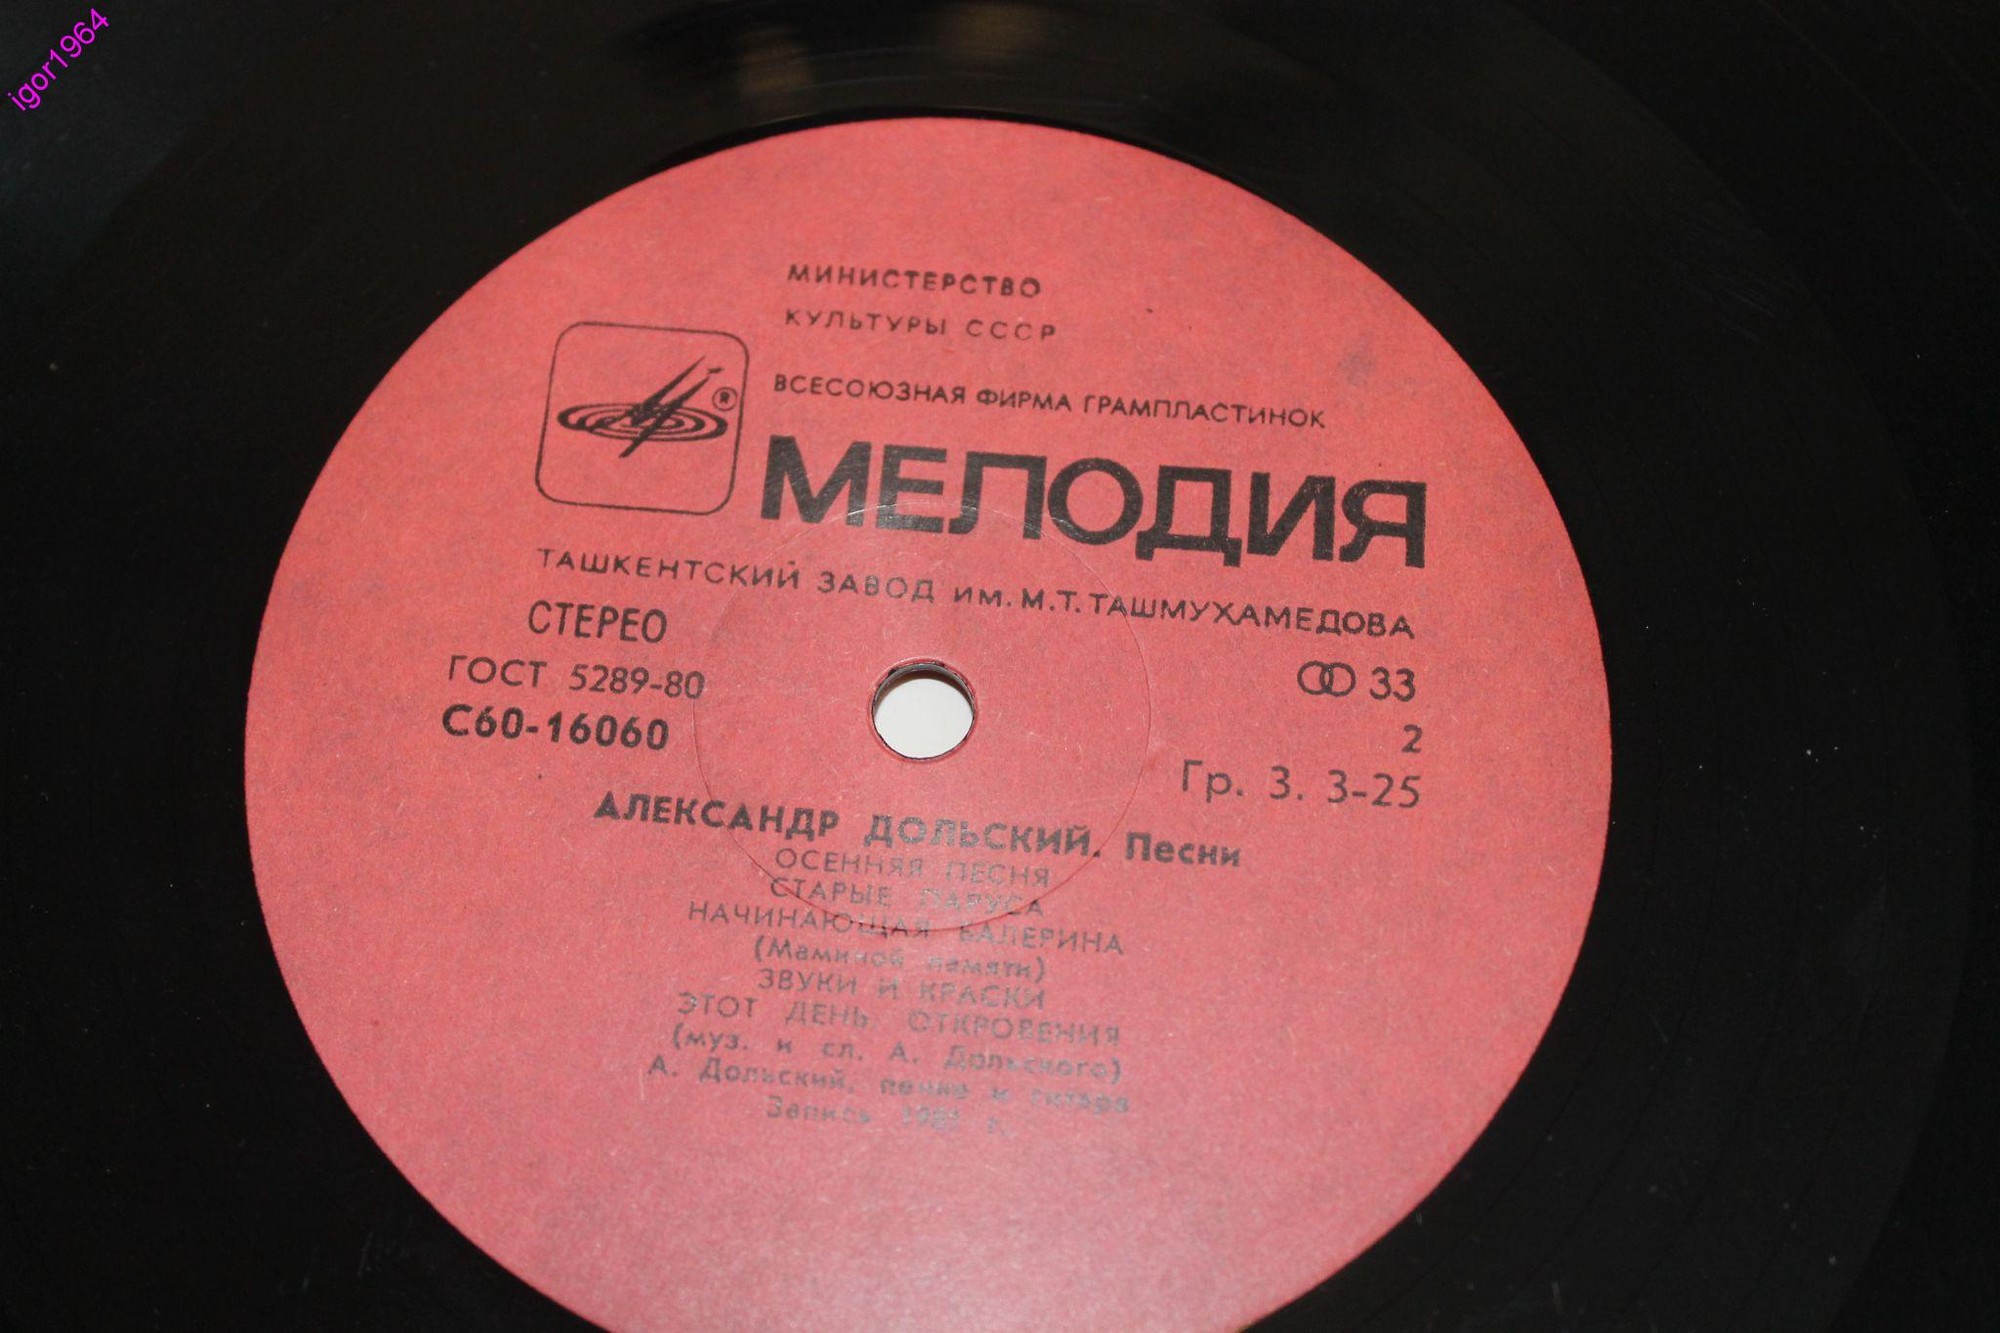 igor1964
МИНИСТЕРСТВО
КУЛЬТУРЫ СССР
ВСЕСОЮЗНАЯ ФИРМА ГРАМПЛАСТИНОК
®
МЕЛОДИЯ
ТАШКЕНТСКИЙ ЗАВОД им. М. Т. ТАШМУХАМЕДОВА
СТЕРЕО
ГОСТ 5289-80
33
С60-16060
2
Гр. 3. 3-25
АЛЕКСАНДР ДОЛЬСКИЙ. Песни
ОСЕННЯЯ ПЕСНЯ
СТАРЫЕ ПАРУСА
НАЧИНАЮЩАЯ БАЛЕРИНА
(Маминой памяти)
ЗВУКИ И КРАСКИ
ЭТОТ ДЕНЬ ОТКРОВЕНИЯ
(муз. и сл. А. Дольского)
А. Дольский, пение и гитара
Запись 1981 г.